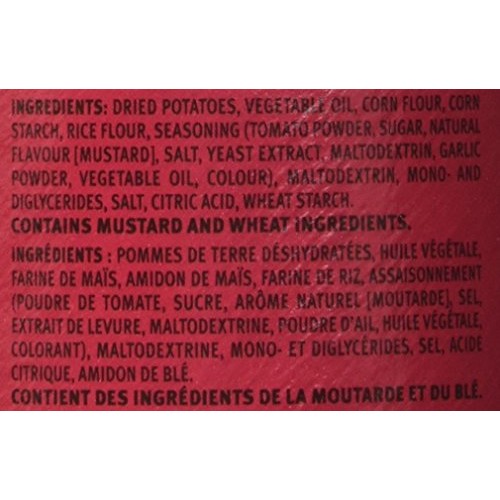 INGREDIENTS: DRIED POTATOES, VEGETABLE OIL, CORN FLOUR, CORN
STARCH, RICE FLOUR, SEASONING (TOMATO POWDER, SUGAR, NATURAL
FLAVOUR [MUSTARD], SALT, YEAST EXTRACT, MALTODEXTRIN, GARLIC
POWDER, VEGETABLE OIL, COLOUR), MALTODEXTRIN, MONO- AND
DIGLYCERIDES, SALT, CITRIC ACID, WHEAT STARCH.
CONTAINS MUSTARD AND WHEAT INGREDIENTS.
INGRÉDIENTS : POMMES DE TERRE DÉSHYDRATÉES, HUILE VÉGÉTALE,
FARINE DE MAÏS, AMIDON DE MAÏS, FARINE DE RIZ, ASSAISONNEMENT
(POUDRE DE TOMATE, SUCRE, ARÔME NATUREL [MOUTARDE], SEL,
EXTRAIT DE LEVURE, MALTODEXTRINE, POUDRE D'AIL, HUILE VÉGÉTALE,
COLORANT), MALTODEXTRINE, MONO- ET DIGLYCÉRIDES, SEL, ACIDE
CITRIQUE, AMIDON DE BLÉ.
CONTIENT DES INGRÉDIENTS DE LA MOUTARDE ET DU BLÉ.